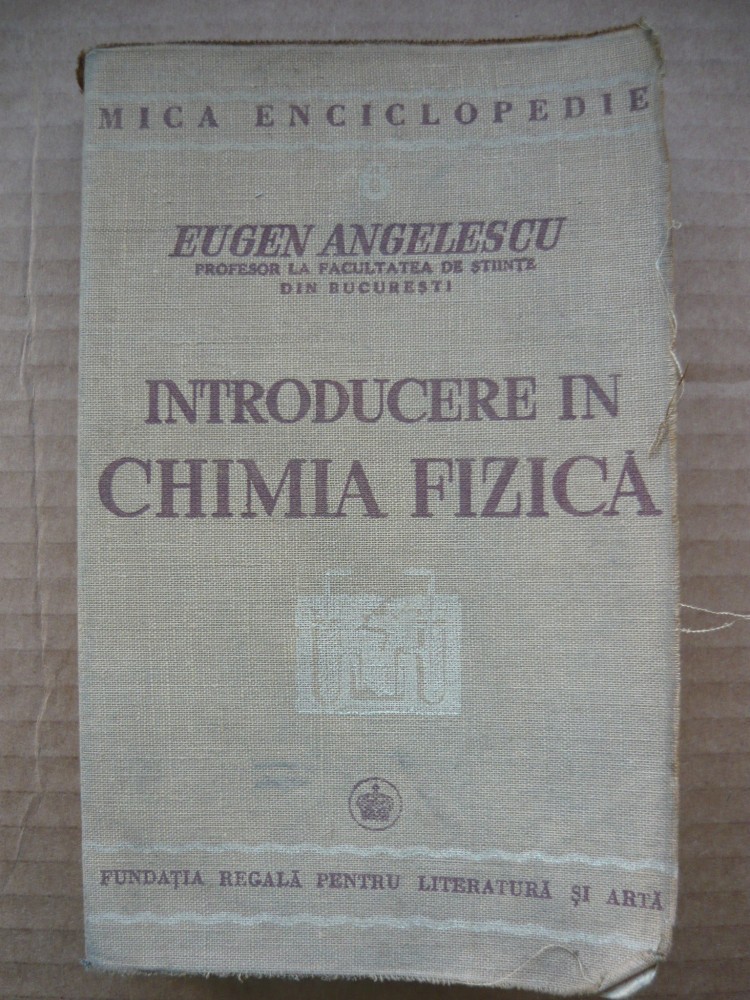 MICA ENCICLOPEDIE
EUGEN ANGELESCU
PROFESOR LA FACULTATEA DE ȘTIINȚE
DIN BUCUREȘTI
INTRODUCERE IN
CHIMIA FIZICĂ
FUNDAȚIA REGALĂ PENTRU LITERATURĂ ȘI ARTĂ